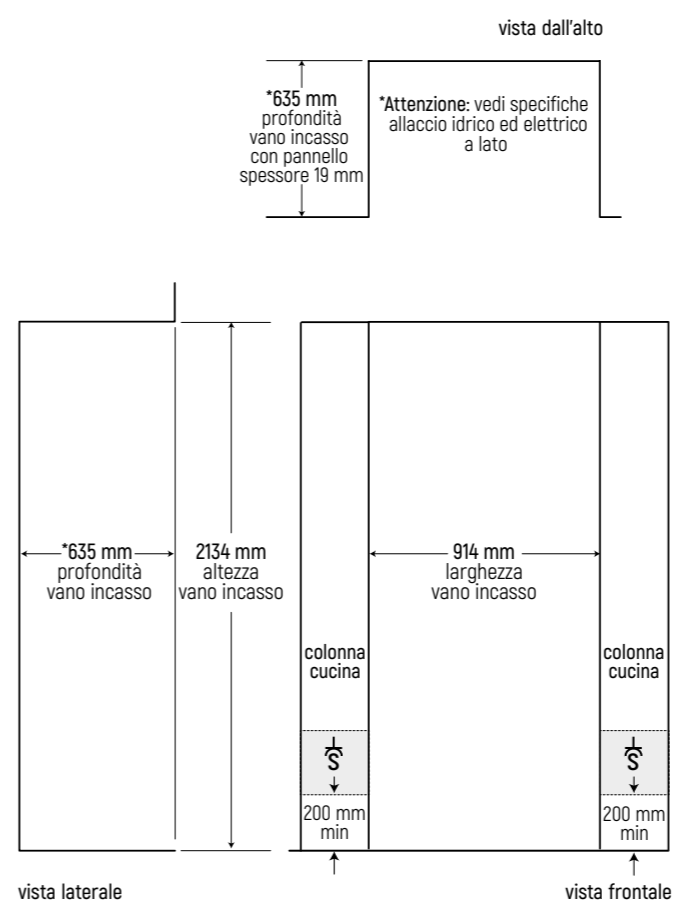 vista dall'alto
*635 mm
profondità
vano incasso
con pannello
spessore 19 mm
*Attenzione: vedi specifiche
allaccio idrico ed elettrico
a lato
*635 mm
profondità
vano incasso
2134 mm
altezza
vano incasso
914 mm
larghezza
vano incasso
colonna
cucina
colonna
cucina
S
S
200 mm
min
200 mm
min
vista laterale
vista frontale